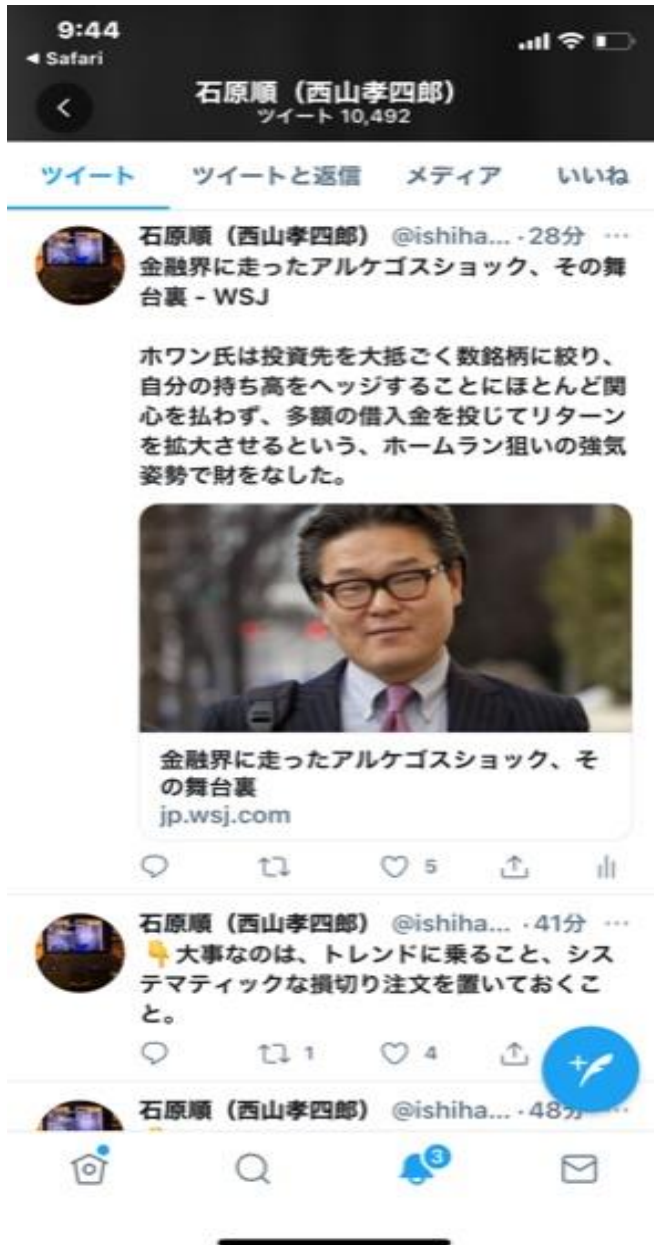 9:44
◀ Safari
石原順（西山孝四郎）
ツイート 10,492
ツイート ツイートと返信 メディア いいね
石原順（西山孝四郎） @ishiha... · 28分 ...
金融界に走ったアルケゴスショック、その舞
台裏 - WSJ
ホワン氏は投資先を大抵ごく数銘柄に絞り、
自分の持ち高をヘッジすることにほとんど関
心を払わず、多額の借入金を投じてリターン
を拡大させるという、ホームラン狙いの強気
姿勢で財をなした。
金融界に走ったアルケゴスショック、そ
の舞台裏
jp.wsj.com
5
石原順（西山孝四郎） @ishiha... · 41分 ...
👇大事なのは、トレンドに乗ること、シス
テマティックな損切り注文を置いておくこ
と。
1 4
石原順（西山孝四郎） @ishiha... · 48分
3